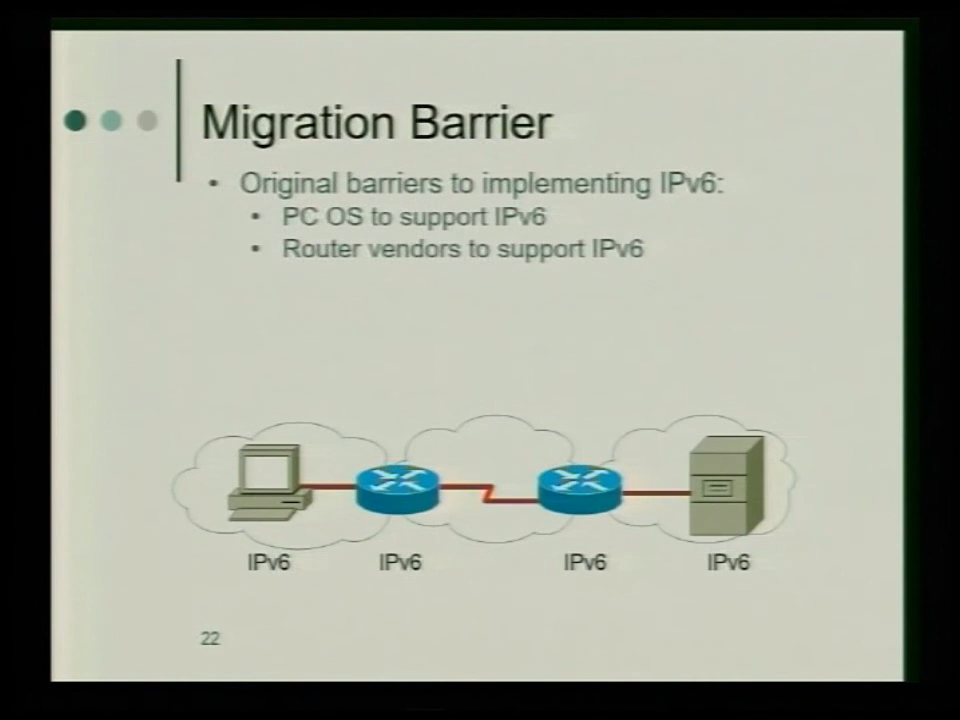 Migration Barrier
• Original barriers to implementing IPv6:
• PC OS to support IPv6
• Router vendors to support IPv6
IPv6 IPv6 IPv6 IPv6
22